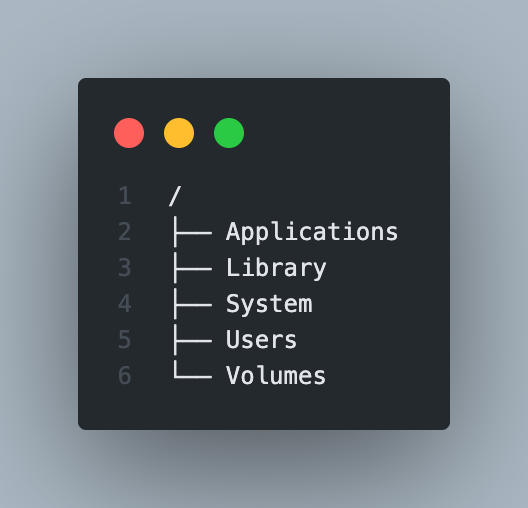 1 /
2 ├── Applications
3 ├── Library
4 ├── System
5 ├── Users
6 └── Volumes